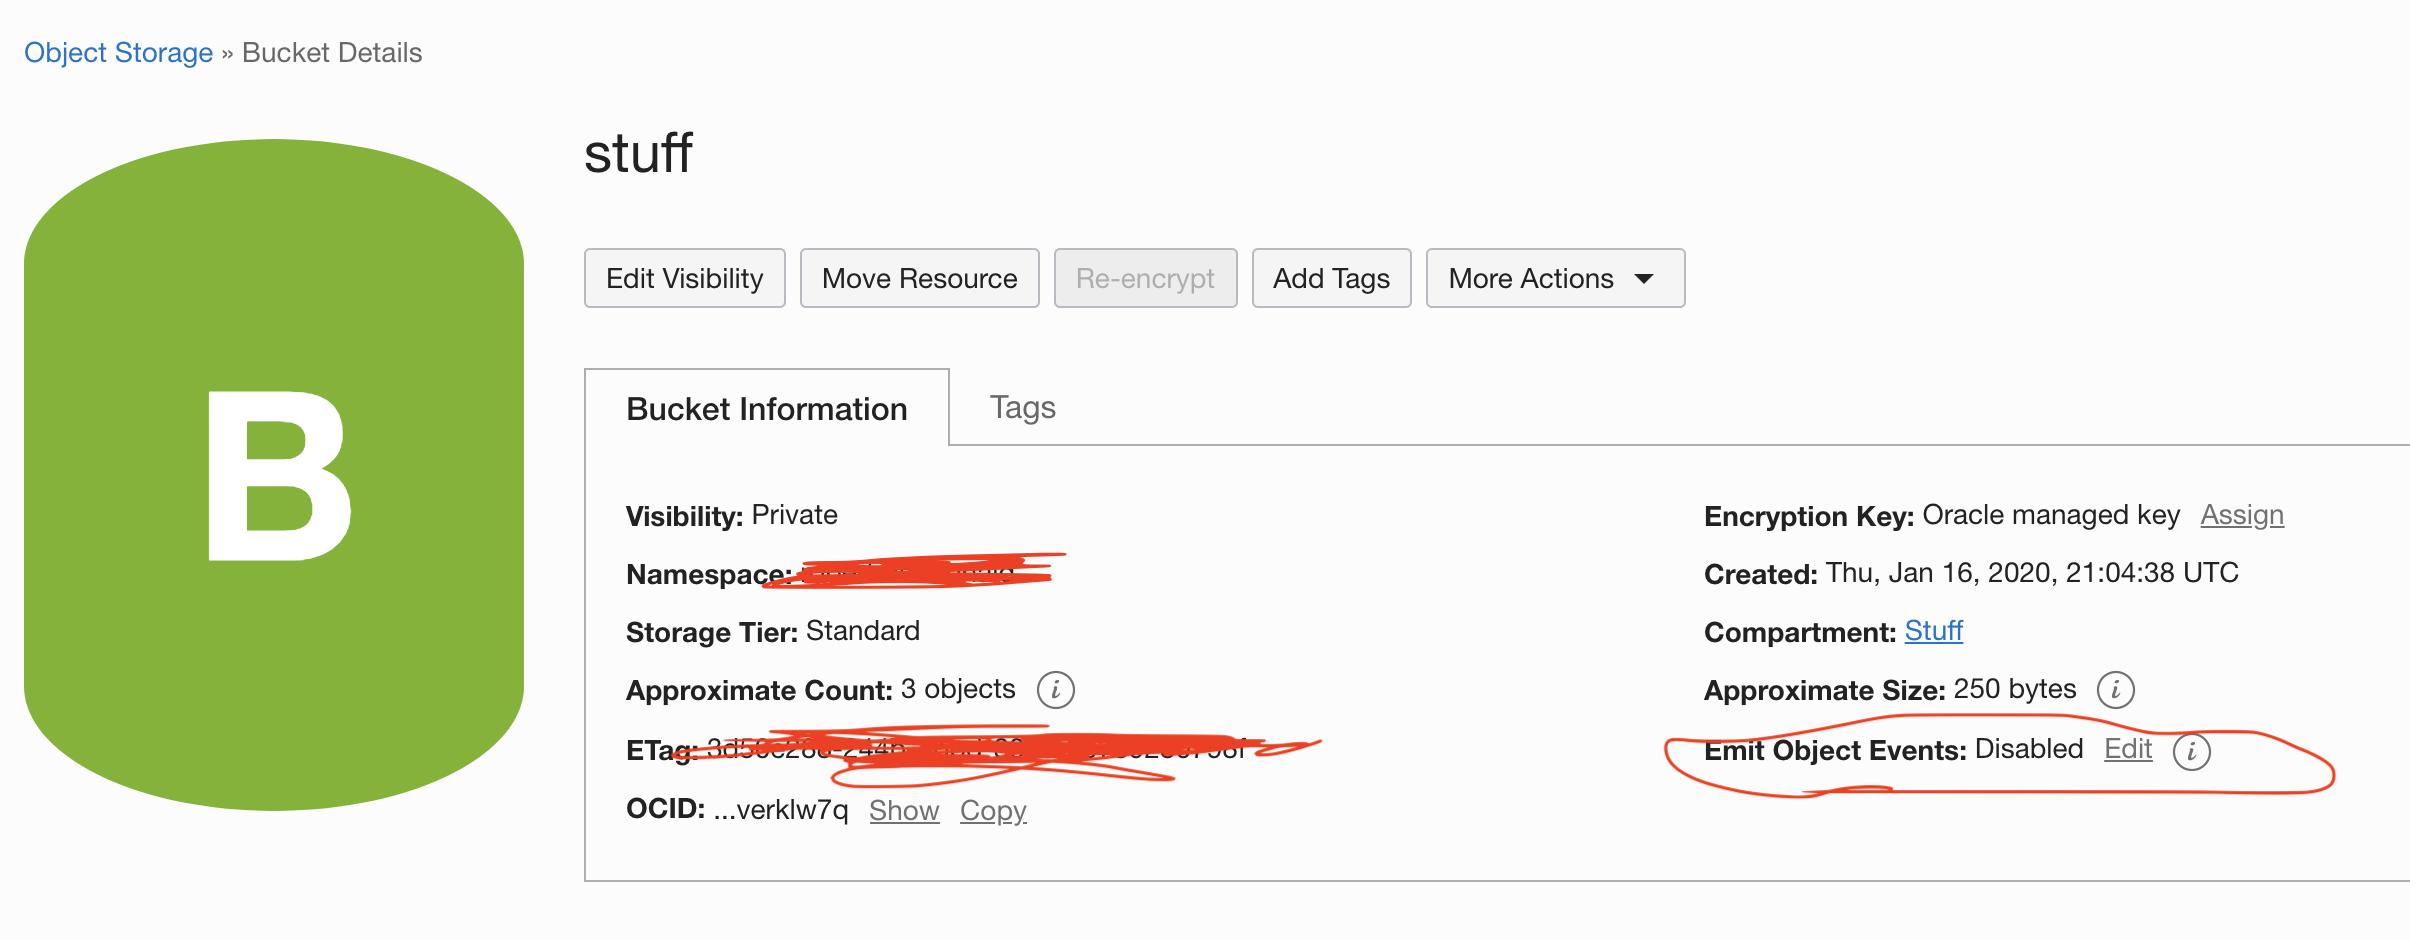 Object Storage » Bucket Details
stuff
B
Edit Visibility Move Resource Re-encrypt Add Tags More Actions
Bucket Information Tags
Visibility: Private
Namespace:
Storage Tier: Standard
Approximate Count: 3 objects i
ETag:
OCID: ...verklw7q Show Copy
Encryption Key: Oracle managed key Assign
Created: Thu, Jan 16, 2020, 21:04:38 UTC
Compartment: Stuff
Approximate Size: 250 bytes i
Emit Object Events: Disabled Edit i